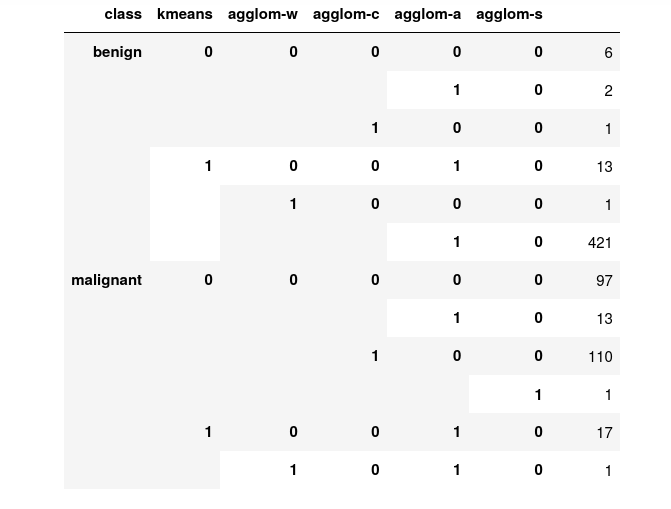 class kmeans agglom-w agglom-c agglom-a agglom-s
benign 0 0 0 0 0 6
1 0 2
1 0 0 1
1 0 0 1 0 13
1 0 0 0 1
1 0 421
malignant 0 0 0 0 0 97
1 0 13
1 0 0 110
1 1
1 0 0 1 0 17
1 0 1 0 1